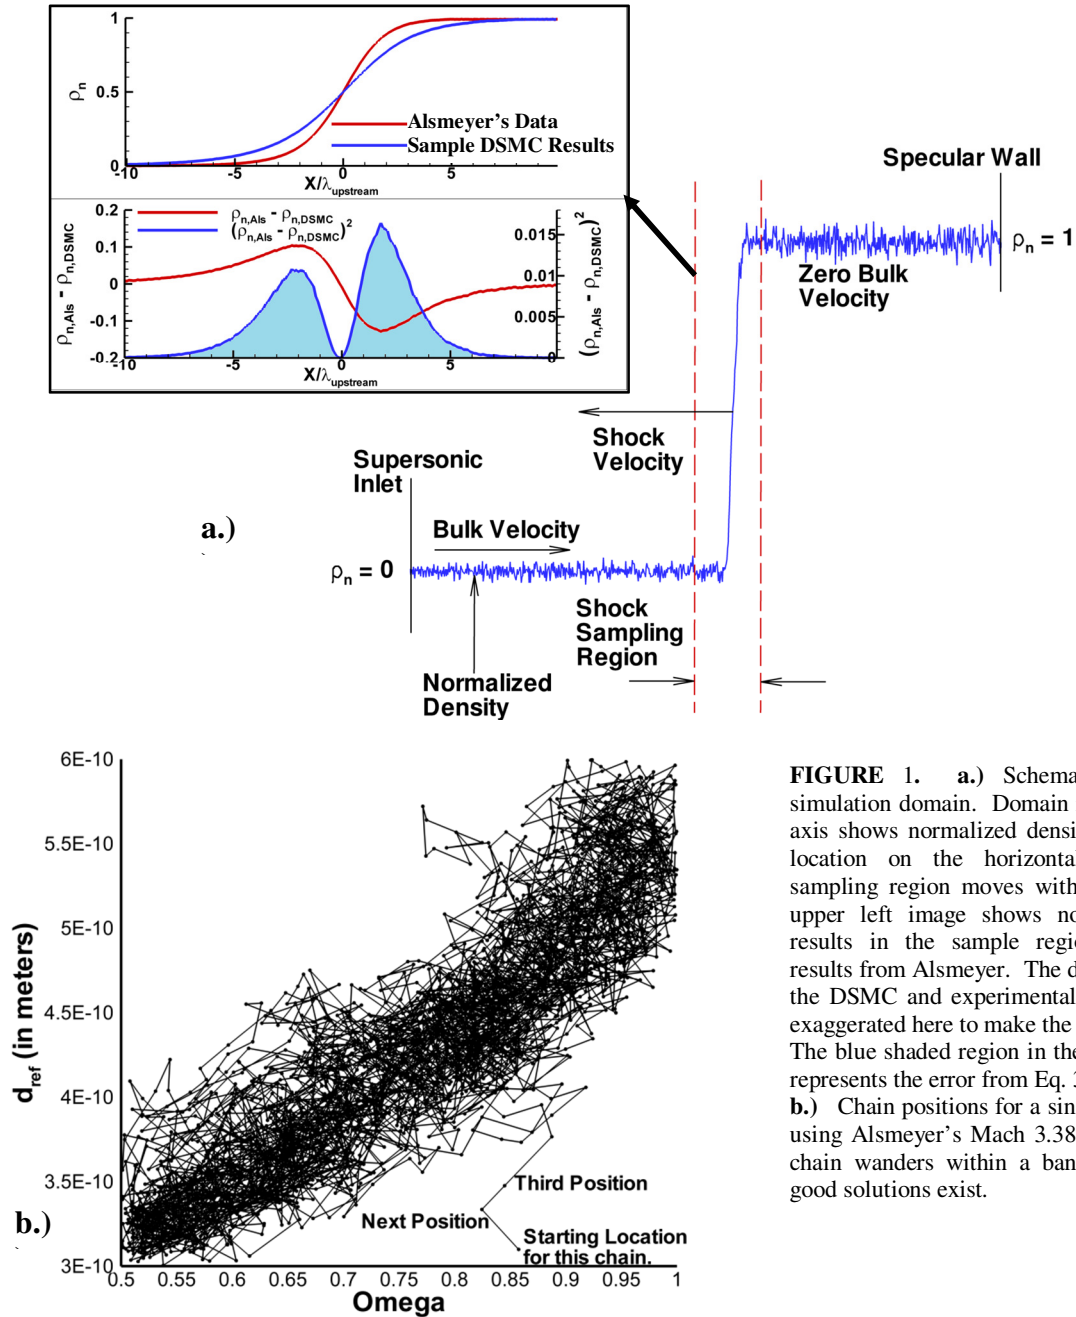 1
0.5
0
ρn
Alsmeyer's Data
Sample DSMC Results
-10
-5
0
5
X/λupstream
0.2
0.1
0
-0.1
-0.2
ρn,Als - ρn,DSMC
ρn,Als - ρn,DSMC
(ρn,Als - ρn,DSMC)2
0.015
0.01
0.005
0
(ρn,Als - ρn,DSMC)2
-10
-5
0
5
X/λupstream
Specular Wall
ρn = 1
Zero Bulk
Velocity
Shock
Velocity
Supersonic
Inlet
a.)
Bulk Velocity
ρn = 0
Shock
Sampling
Region
Normalized
Density
6E-10
5.5E-10
5E-10
4.5E-10
4E-10
3.5E-10
3E-10
dref (in meters)
Third Position
Next Position
Starting Location
for this chain.
b.)
0.5
0.55
0.6
0.65
0.7
0.75
0.8
0.85
0.9
0.95
1
Omega
FIGURE 1. a.) Schema
simulation domain. Domain
axis shows normalized densi
location on the horizontal
sampling region moves with
upper left image shows no
results in the sample regio
results from Alsmeyer. The d
the DSMC and experimental
exaggerated here to make the
The blue shaded region in the
represents the error from Eq. 3
b.) Chain positions for a sin
using Alsmeyer's Mach 3.38
chain wanders within a ban
good solutions exist.